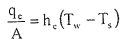 q_c/A = h_c(T_w − T_s)